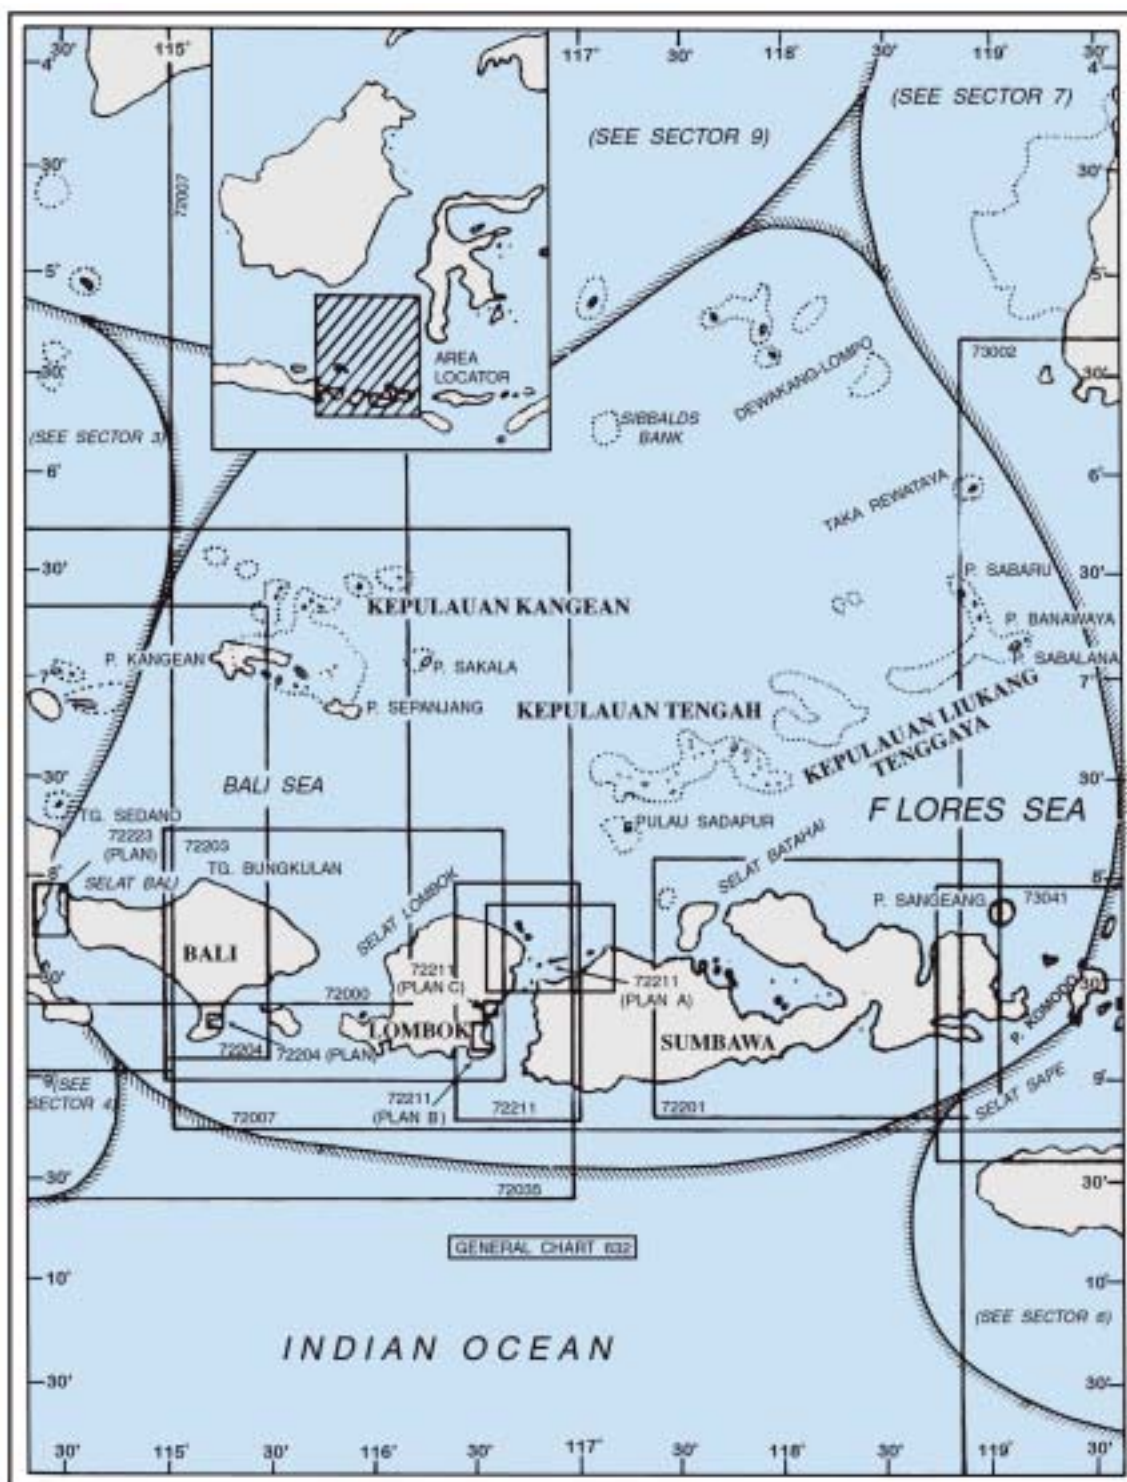 30'
115°
117°
30'
118°
30'
119°
30'
4°
4°
(SEE SECTOR 7)
(SEE SECTOR 9)
30'
30'
72007
5°
5°
AREA
LOCATOR
73002
30'
30'
DEWAKANG-LOMPO
SIBBALDS
BANK
(SEE SECTOR 3)
6°
6°
TAKA REWATAYA
30'
30'
P. SABARU
KEPULAUAN KANGEAN
P. BANAWAYA
P. KANGEAN
P. SAKALA
P. SABALANA
7°
7°
P. SEPANJANG
KEPULAUAN TENGAH
KEPULAUAN LIUKANG
TENGGAYA
30'
30'
BALI SEA
FLORES SEA
TG. SEDANO
72223
(PLAN)
72203
PULAU SADAPUR
TG. BUNGKULAN
SELAT BATAHAI
8°
8°
SELAT BALI
SELAT LOMBOK
P. SANGEANG
73041
BALI
72211
(PLAN C)
72211
(PLAN A)
30'
30'
72000
LOMBOK
SUMBAWA
P. KOMODO
72204
72204 (PLAN)
9°
9°
(SEE
SECTOR 4)
72211
(PLAN B)
72007
72211
72201
SELAT SAPE
30'
30'
72035
GENERAL CHART 632
10°
10°
(SEE SECTOR 6)
INDIAN OCEAN
30'
30'
30'
115°
30'
116°
30'
117°
30'
118°
30'
119°
30'